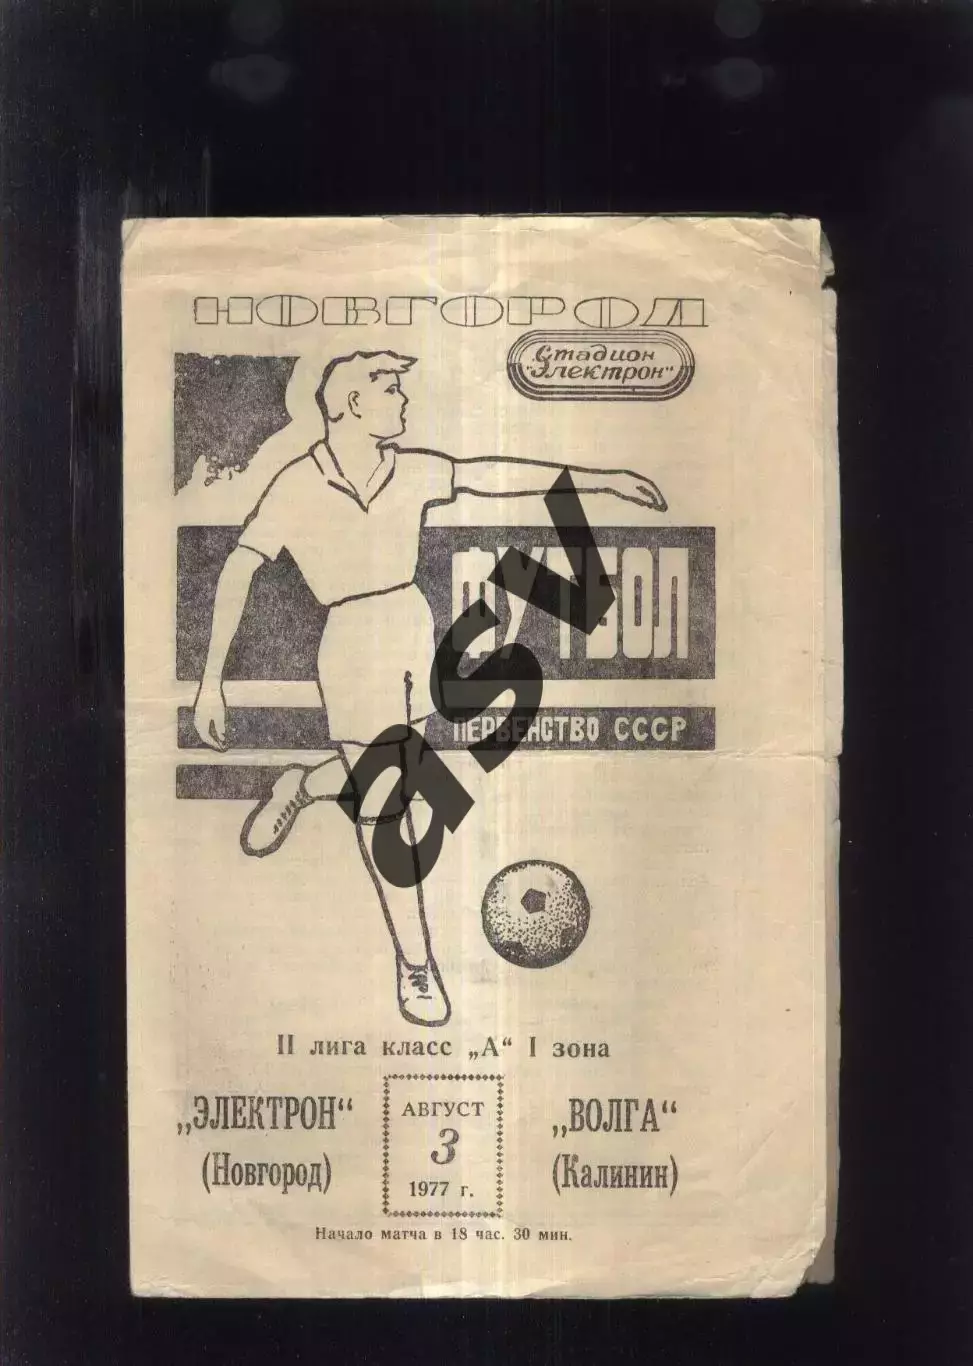 НОВГОРОД
Стадион
"Электрон"
ФУТБОЛ
ПЕРВЕНСТВО СССР
asv
II лига класс „А“ I зона
„ЭЛЕКТРОН“
(Новгород)
АВГУСТ
3
1977 г.
„ВОЛГА“
(Калинин)
Начало матча в 18 час. 30 мин.